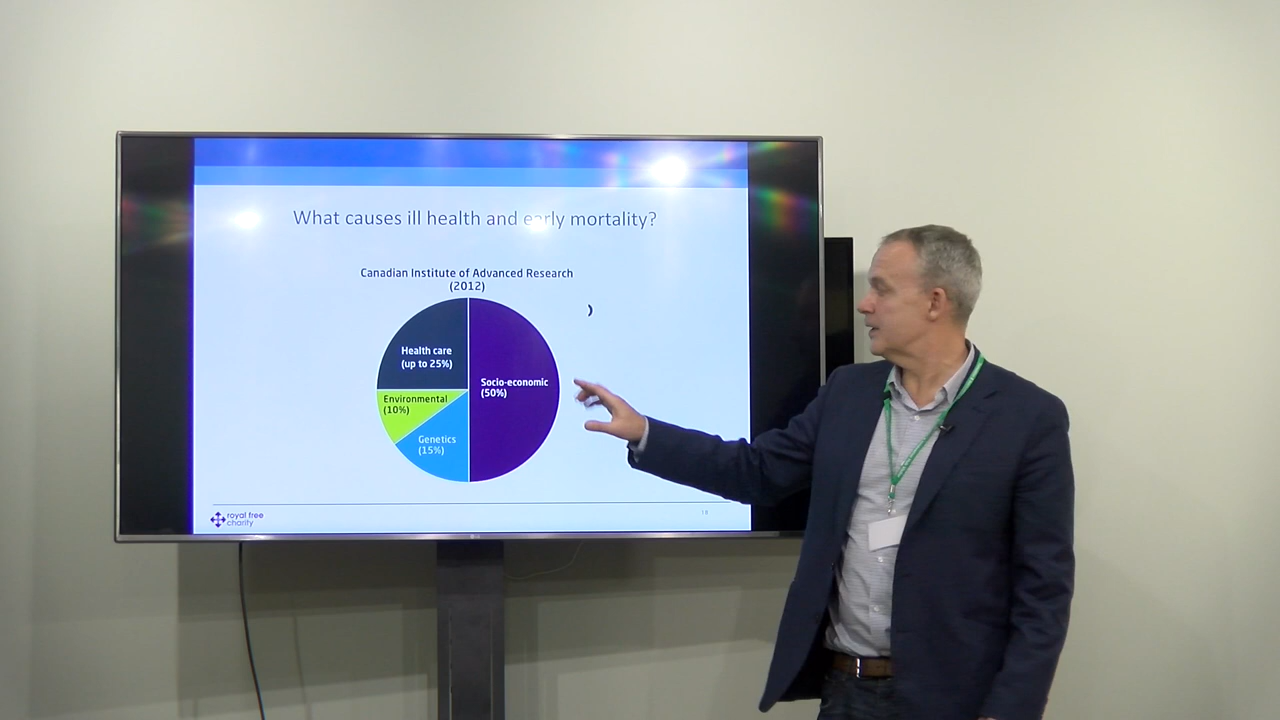 What causes ill health and early mortality?
Canadian Institute of Advanced Research
(2012)
Health care
(up to 25%)
Socio-economic
(50%)
Environmental
(10%)
Genetics
(15%)
royal free
charity
18